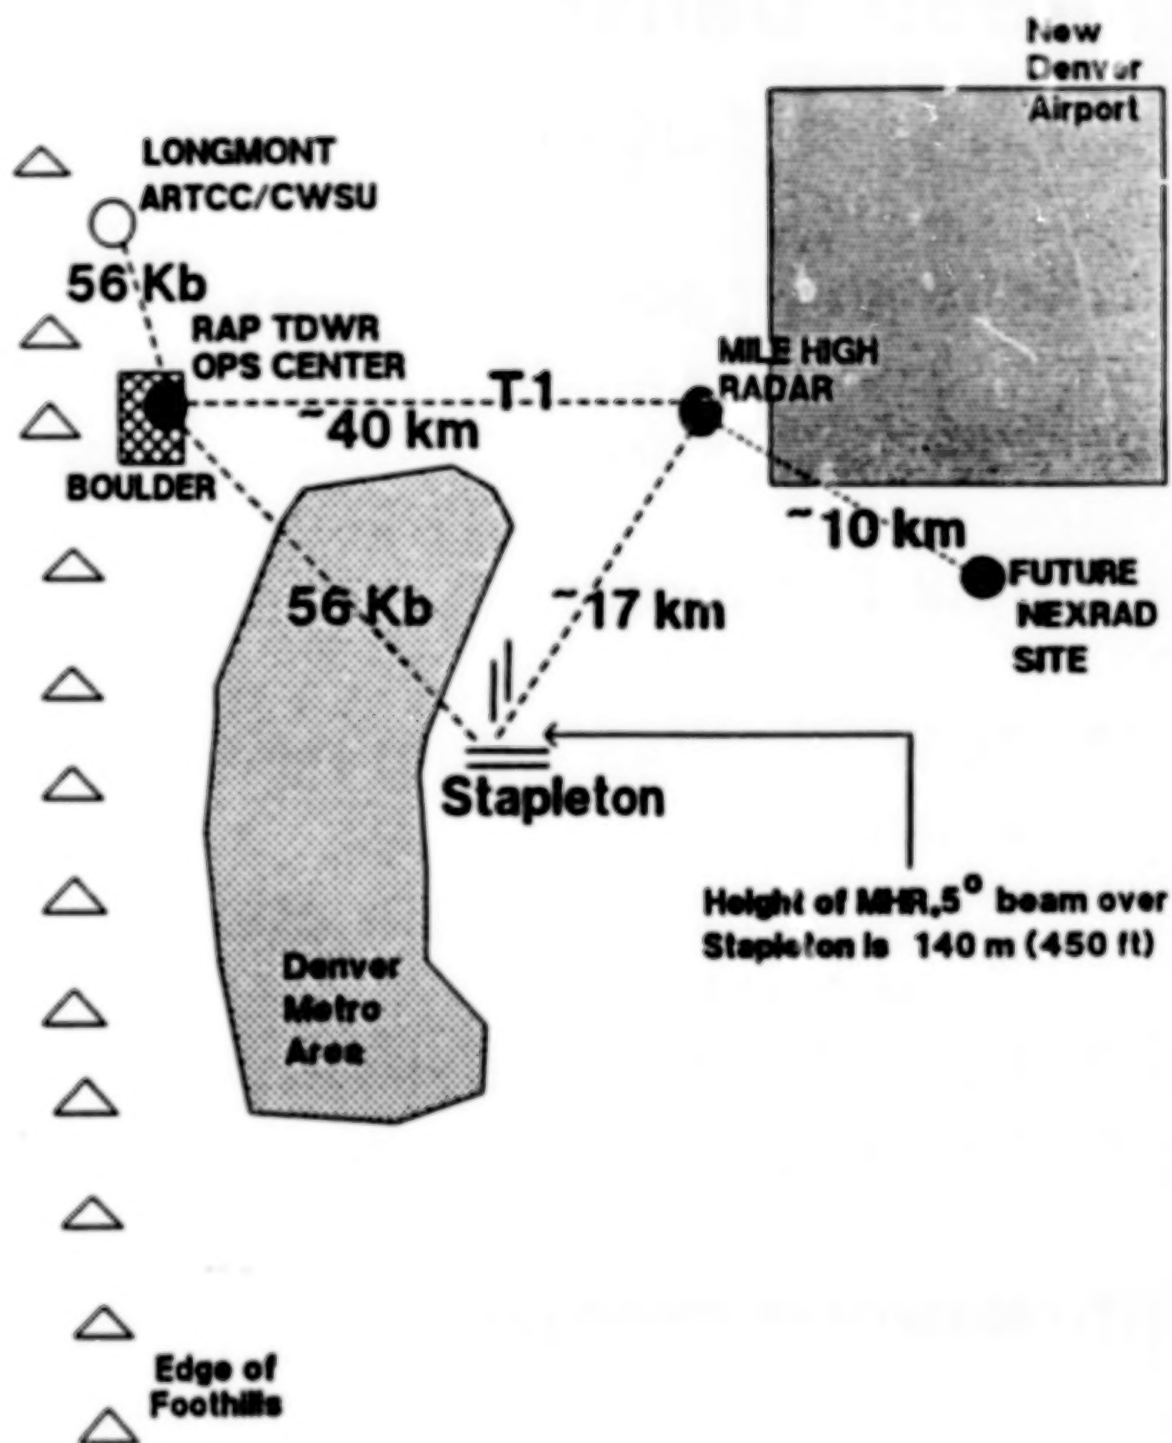 New
Denver
Airport
LONGMONT
ARTCC/CWSU
56 Kb
RAP TDWR
OPS CENTER
MILE HIGH
RADAR
T1
~40 km
BOULDER
~10 km
FUTURE
NEXRAD
SITE
56 Kb
~17 km
Stapleton
Height of MHR,5° beam over
Stapleton is 140 m (450 ft)
Denver
Metro
Area
Edge of
Foothills